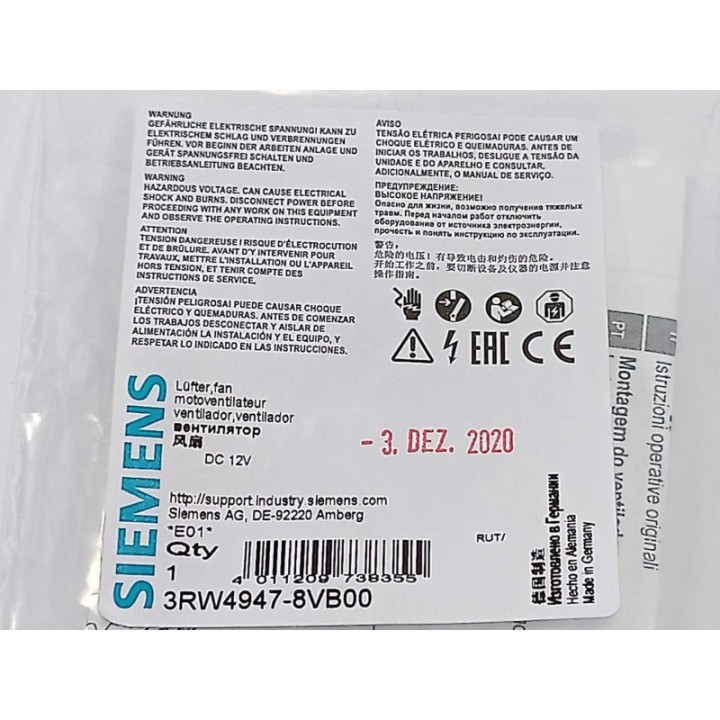 WARNUNG
GEFÄHRLICHE ELEKTRISCHE SPANNUNG! KANN ZU
ELEKTRISCHEM SCHLAG UND VERBRENNUNGEN
FÜHREN. VOR BEGINN DER ARBEITEN ANLAGE UND
GERÄT SPANNUNGSFREI SCHALTEN UND
BETRIEBSANLEITUNG BEACHTEN.
WARNING
HAZARDOUS VOLTAGE. CAN CAUSE ELECTRICAL
SHOCK AND BURNS. DISCONNECT POWER BEFORE
PROCEEDING WITH ANY WORK ON THIS EQUIPMENT
AND OBSERVE THE OPERATING INSTRUCTIONS.
ATTENTION
TENSION DANGEREUSE ! RISQUE D'ÉLECTROCUTION
ET DE BRÛLURE. AVANT D'Y INTERVENIR POUR
TRAVAUX, METTRE L'INSTALLATION OU L'APPAREIL
HORS TENSION, ET TENIR COMPTE DES
INSTRUCTIONS DE SERVICE.
ADVERTENCIA
¡TENSIÓN PELIGROSA! PUEDE CAUSAR CHOQUE
ELÉCTRICO Y QUEMADURAS. ANTES DE COMENZAR
LOS TRABAJOS DESCONECTAR Y AISLAR DE
ALIMENTACIÓN LA INSTALACIÓN Y EL EQUIPO, Y
RESPETAR LO INDICADO EN LAS INSTRUCCIONES.
AVISO
TENSÃO ELÉTRICA PERIGOSA! PODE CAUSAR UM
CHOQUE ELÉTRICO E QUEIMADURAS. ANTES DE
INICIAR OS TRABALHOS, DESLIGUE A TENSÃO DA
UNIDADE E DO APARELHO E CONSULTAR,
ADICIONALMENTE, O MANUAL DE SERVIÇO.
ПРЕДУПРЕЖДЕНИЕ:
ВЫСОКОЕ НАПРЯЖЕНИЕ!
Опасно для жизни, возможно получение тяжелых
травм. Перед началом работ отключить
оборудование от источника электроэнергии,
прочесть и понять инструкцию по эксплуатации.
警告:
危险的电压! 有导致电击和灼伤的危险。
开始工作之前, 要切断设备及仪器的电源并注意
操作指南。
EAC CE
SIEMENS
Lüfter,fan
motoventilateur
ventilador,ventilador
вентилятор
风扇
DC 12V
- 3. DEZ. 2020
http://support.industry.siemens.com
Siemens AG, DE-92220 Amberg
*E01*
Qty
1
RUT/
4 011209 738355
3RW4947-8VB00
德国制造
Изготовлено в Германии
Hecho en Alemania
Made in Germany
PT
Montagem do ventilad
Istruzioni operative originali